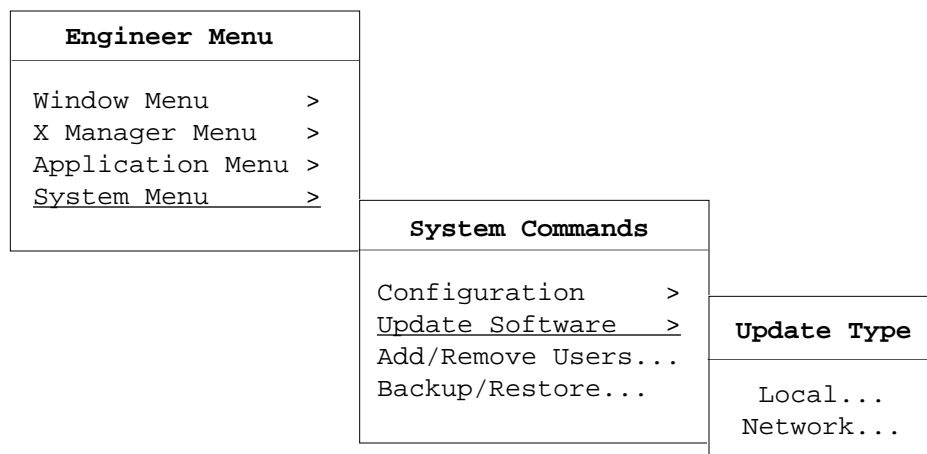 Engineer Menu
Window Menu >
X Manager Menu >
Application Menu >
System Menu >
System Commands
Configuration >
Update Software >
Add/Remove Users...
Backup/Restore...
Update Type
Local...
Network...